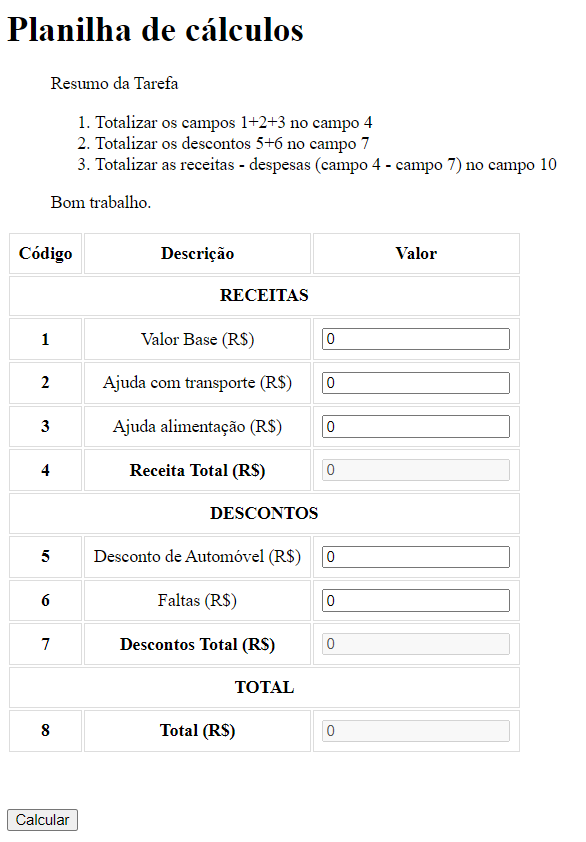 Planilha de cálculos
Resumo da Tarefa
1. Totalizar os campos 1+2+3 no campo 4
2. Totalizar os descontos 5+6 no campo 7
3. Totalizar as receitas - despesas (campo 4 - campo 7) no campo 10
Bom trabalho.
Código Descrição Valor
RECEITAS
1 Valor Base (R$) 0
2 Ajuda com transporte (R$) 0
3 Ajuda alimentação (R$) 0
4 Receita Total (R$) 0
DESCONTOS
5 Desconto de Automóvel (R$) 0
6 Faltas (R$) 0
7 Descontos Total (R$) 0
TOTAL
8 Total (R$) 0
Calcular